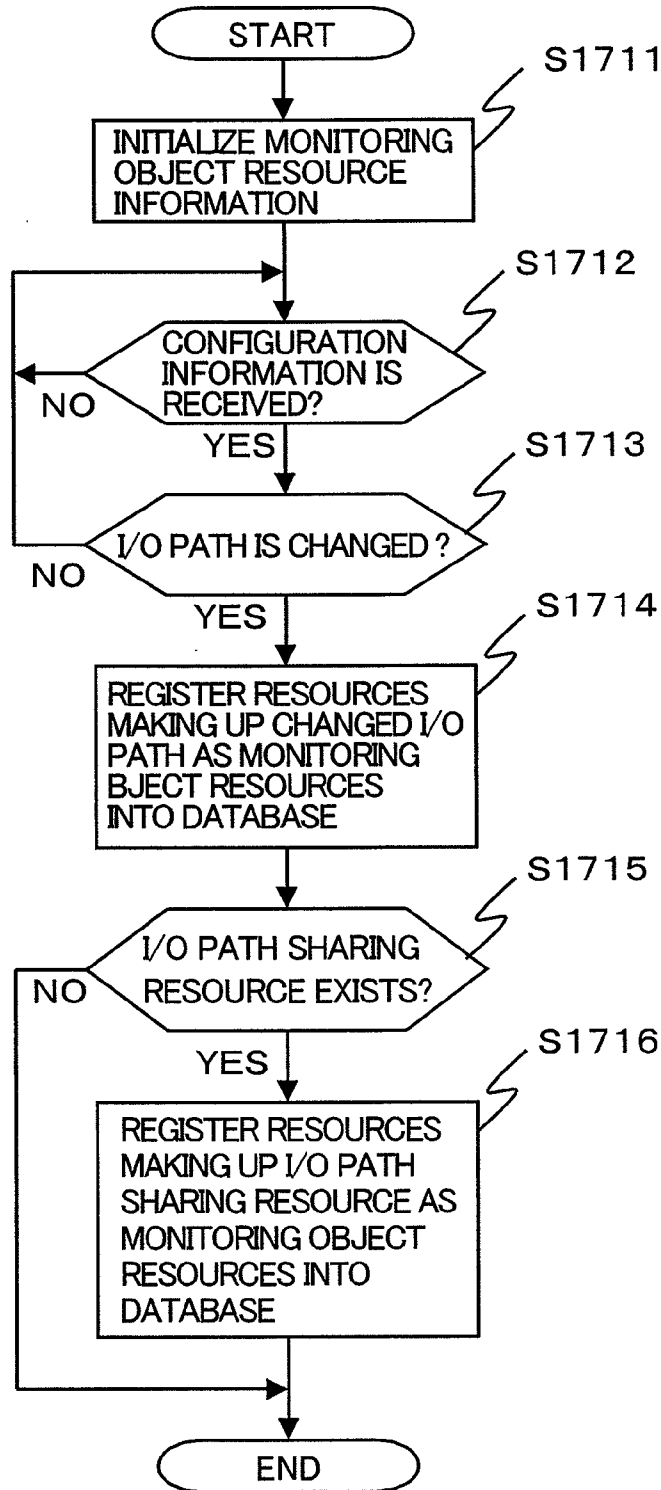 START
S1711
INITIALIZE MONITORING
OBJECT RESOURCE
INFORMATION
S1712
CONFIGURATION
INFORMATION IS
RECEIVED?
NO
YES
S1713
I/O PATH IS CHANGED ?
NO
YES
S1714
REGISTER RESOURCES
MAKING UP CHANGED I/O
PATH AS MONITORING
BJECT RESOURCES
INTO DATABASE
S1715
I/O PATH SHARING
RESOURCE EXISTS?
NO
YES
S1716
REGISTER RESOURCES
MAKING UP I/O PATH
SHARING RESOURCE AS
MONITORING OBJECT
RESOURCES INTO
DATABASE
END